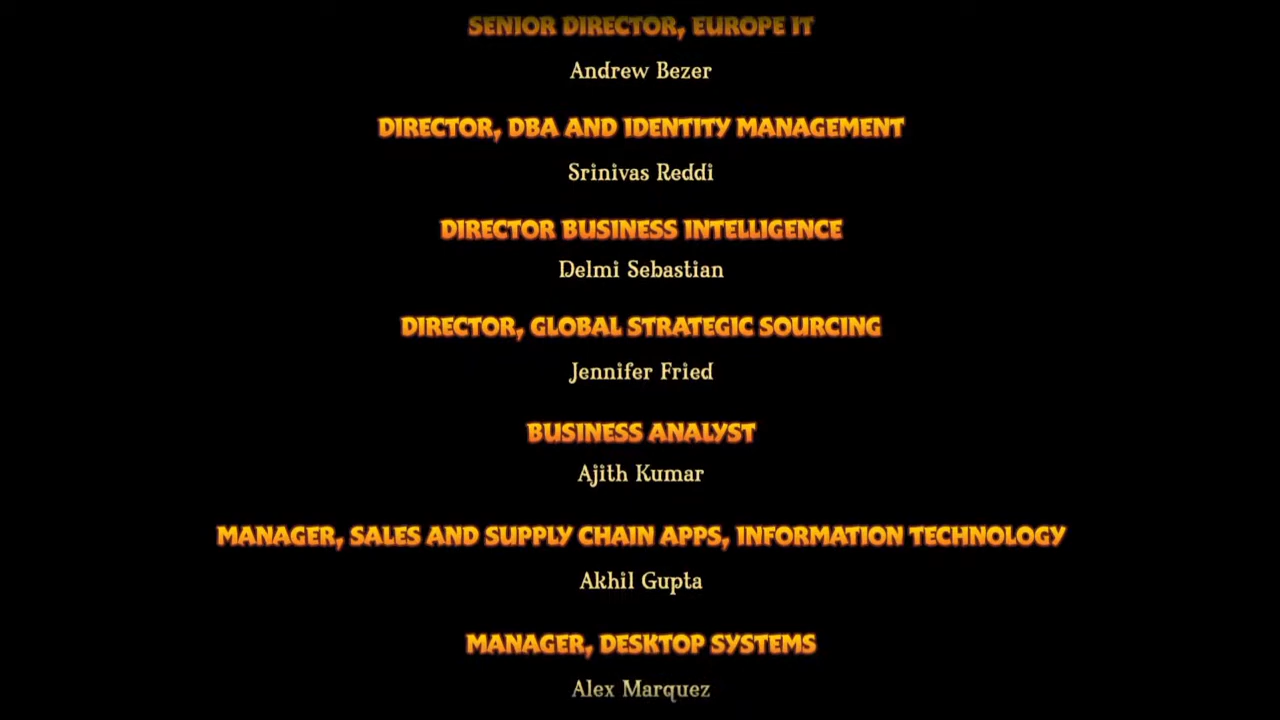 SENIOR DIRECTOR, EUROPE IT
Andrew Bezer
DIRECTOR, DBA AND IDENTITY MANAGEMENT
Srinivas Reddi
DIRECTOR BUSINESS INTELLIGENCE
Delmi Sebastian
DIRECTOR, GLOBAL STRATEGIC SOURCING
Jennifer Fried
BUSINESS ANALYST
Ajith Kumar
MANAGER, SALES AND SUPPLY CHAIN APPS, INFORMATION TECHNOLOGY
Akhil Gupta
MANAGER, DESKTOP SYSTEMS
Alex Marquez